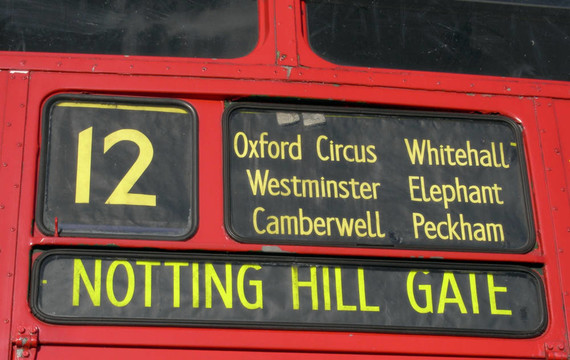 12
Oxford Circus Whitehall
Westminster Elephant
Camberwell Peckham
NOTTING HILL GATE